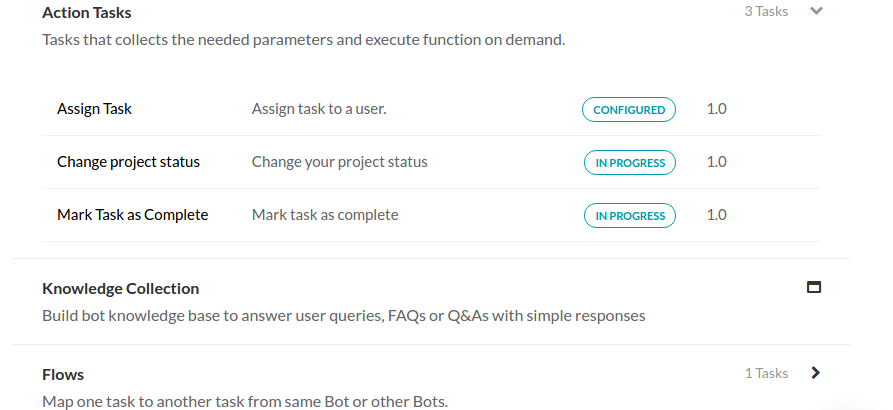 Action Tasks 3 Tasks
Tasks that collects the needed parameters and execute function on demand.
Assign Task Assign task to a user. CONFIGURED 1.0
Change project status Change your project status IN PROGRESS 1.0
Mark Task as Complete Mark task as complete IN PROGRESS 1.0
Knowledge Collection
Build bot knowledge base to answer user queries, FAQs or Q&As with simple responses
Flows 1 Tasks
Map one task to another task from same Bot or other Bots.